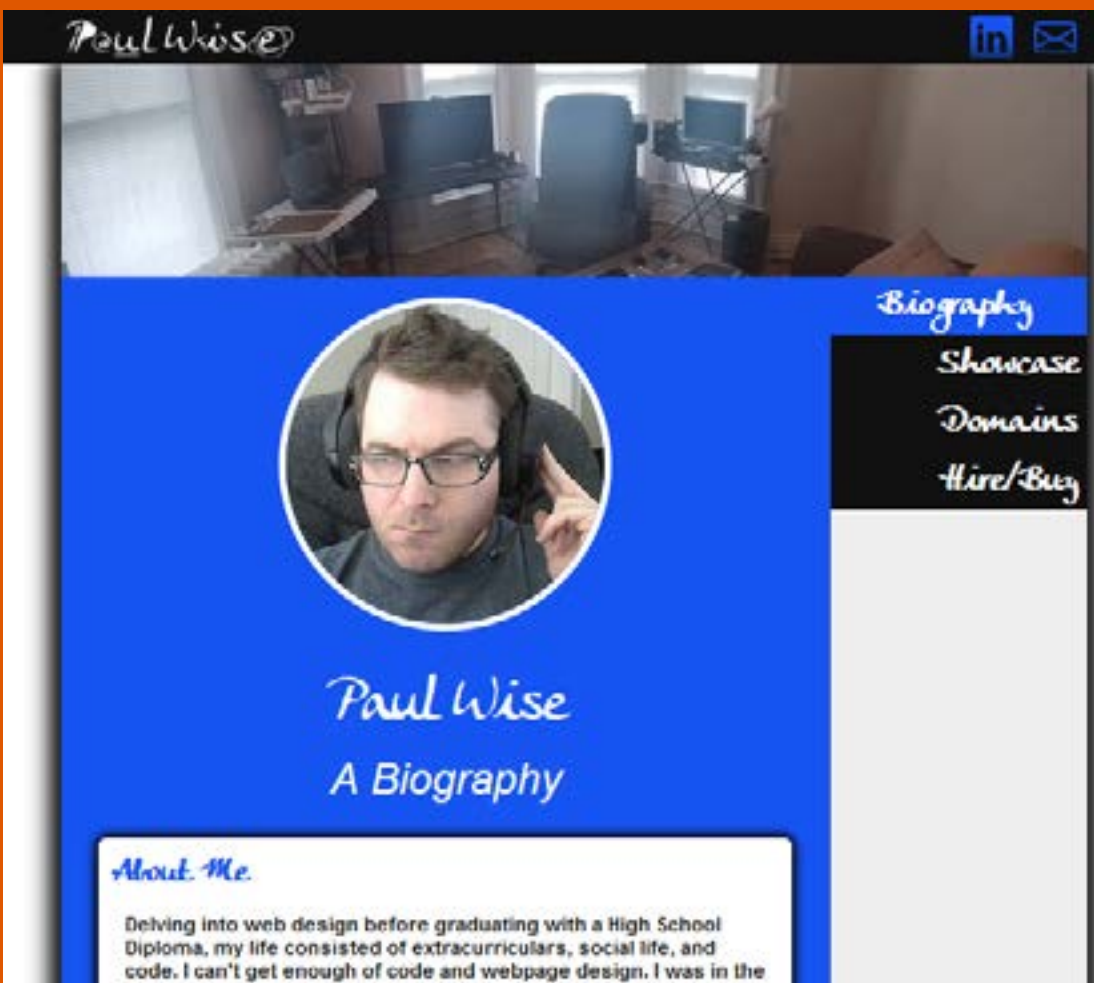 Paul Wise
in
Biography
Showcase
Domains
Hire/Buy
Paul Wise
A Biography
About Me
Delving into web design before graduating with a High School
Diploma, my life consisted of extracurriculars, social life, and
code. I can't get enough of code and webpage design. I was in the